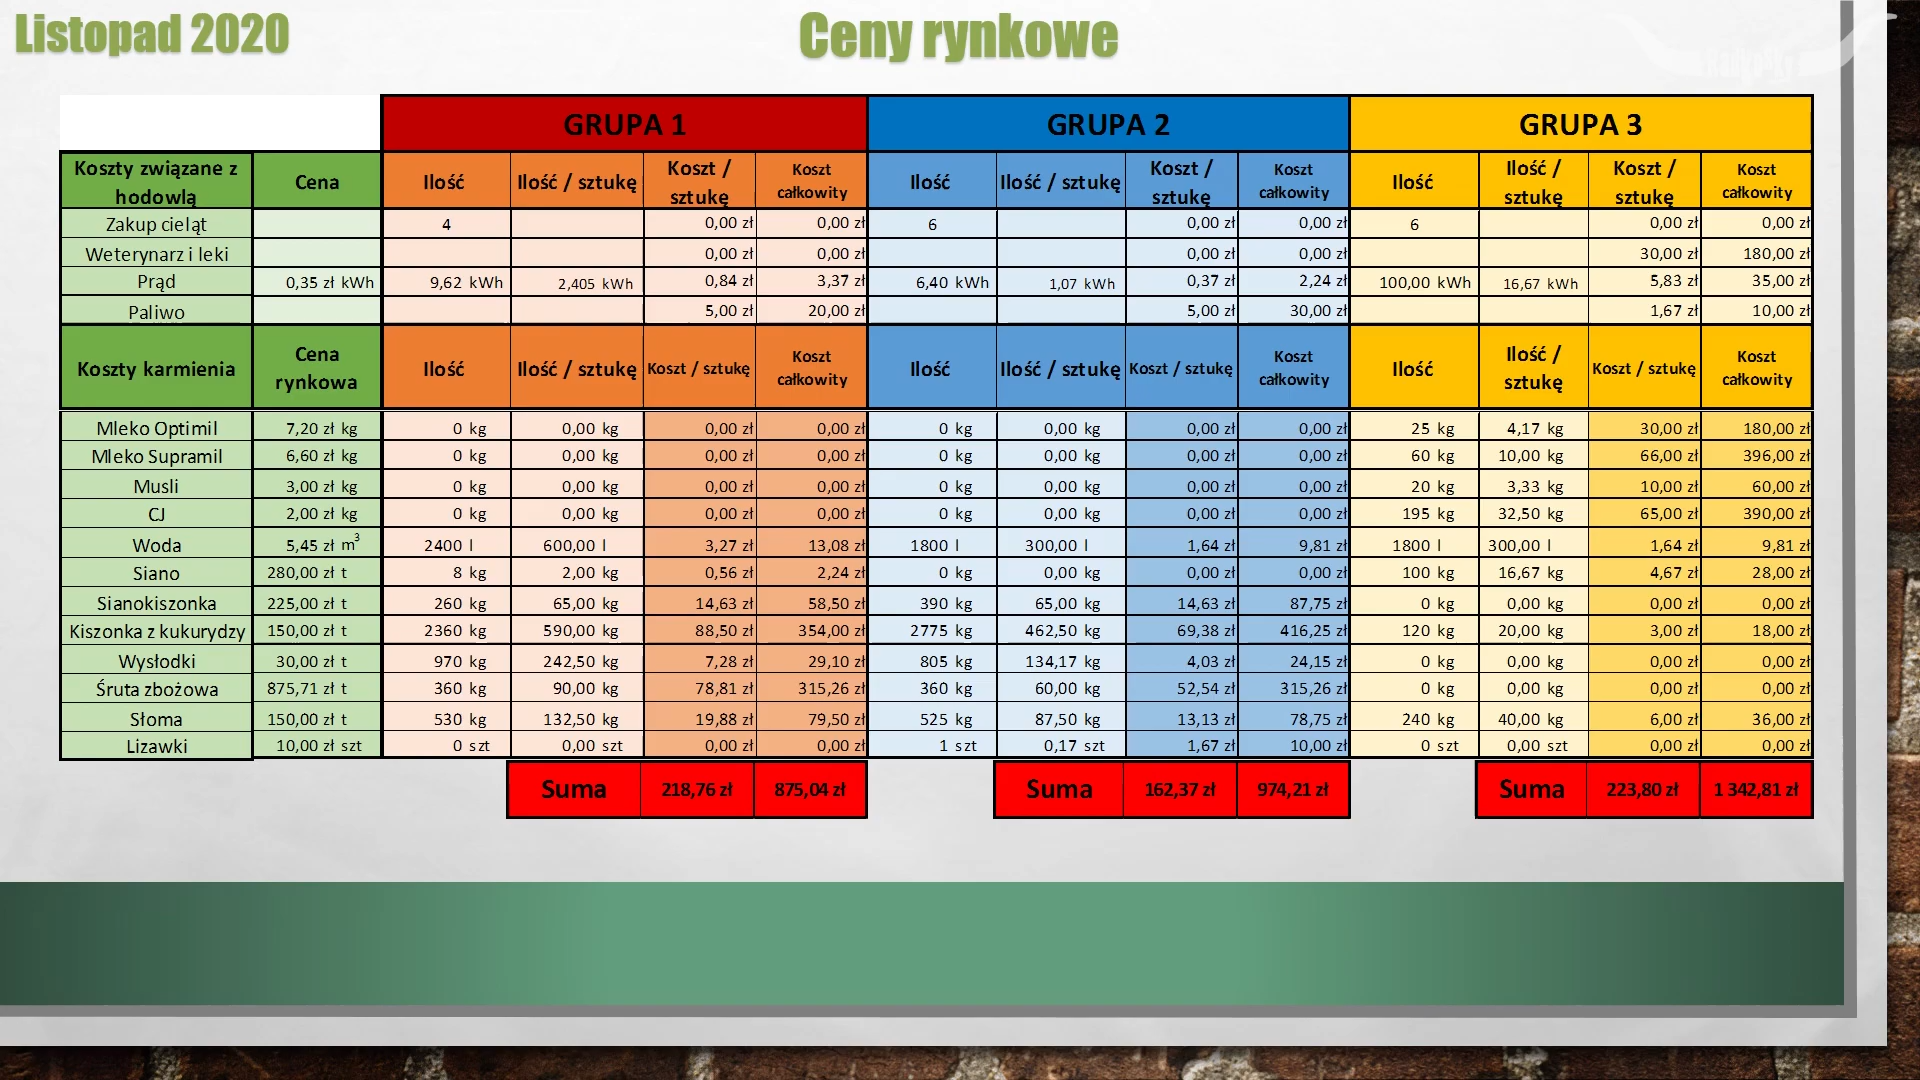 Listopad 2020
Ceny rynkowe
GRUPA 1 GRUPA 2 GRUPA 3
Koszty związane z hodowlą Cena Ilość Ilość / sztukę Koszt / sztukę Koszt całkowity Ilość Ilość / sztukę Koszt / sztukę Koszt całkowity Ilość Ilość / sztukę Koszt / sztukę Koszt całkowity
Zakup cieląt 4 0,00 zł 0,00 zł 6 0,00 zł 0,00 zł 6 0,00 zł 0,00 zł
Weterynarz i leki 0,00 zł 0,00 zł 0,00 zł 0,00 zł 30,00 zł 180,00 zł
Prąd 0,35 zł kWh 9,62 kWh 2,405 kWh 0,84 zł 3,37 zł 6,40 kWh 1,07 kWh 0,37 zł 2,24 zł 100,00 kWh 16,67 kWh 5,83 zł 35,00 zł
Paliwo 5,00 zł 20,00 zł 5,00 zł 30,00 zł 1,67 zł 10,00 zł
Koszty karmienia Cena rynkowa Ilość Ilość / sztukę Koszt / sztukę Koszt całkowity Ilość Ilość / sztukę Koszt / sztukę Koszt całkowity Ilość Ilość / sztukę Koszt / sztukę Koszt całkowity
Mleko Optimil 7,20 zł kg 0 kg 0,00 kg 0,00 zł 0,00 zł 0 kg 0,00 kg 0,00 zł 0,00 zł 25 kg 4,17 kg 30,00 zł 180,00 zł
Mleko Supramil 6,60 zł kg 0 kg 0,00 kg 0,00 zł 0,00 zł 0 kg 0,00 kg 0,00 zł 0,00 zł 60 kg 10,00 kg 66,00 zł 396,00 zł
Musli 3,00 zł kg 0 kg 0,00 kg 0,00 zł 0,00 zł 0 kg 0,00 kg 0,00 zł 0,00 zł 20 kg 3,33 kg 10,00 zł 60,00 zł
CJ 2,00 zł kg 0 kg 0,00 kg 0,00 zł 0,00 zł 0 kg 0,00 kg 0,00 zł 0,00 zł 195 kg 32,50 kg 65,00 zł 390,00 zł
Woda 5,45 zł m³ 2400 l 600,00 l 3,27 zł 13,08 zł 1800 l 300,00 l 1,64 zł 9,81 zł 1800 l 300,00 l 1,64 zł 9,81 zł
Siano 280,00 zł t 8 kg 2,00 kg 0,56 zł 2,24 zł 0 kg 0,00 kg 0,00 zł 0,00 zł 100 kg 16,67 kg 4,67 zł 28,00 zł
Sianokiszonka 225,00 zł t 260 kg 65,00 kg 14,63 zł 58,50 zł 390 kg 65,00 kg 14,63 zł 87,75 zł 0 kg 0,00 kg 0,00 zł 0,00 zł
Kiszonka z kukurydzy 150,00 zł t 2360 kg 590,00 kg 88,50 zł 354,00 zł 2775 kg 462,50 kg 69,38 zł 416,25 zł 120 kg 20,00 kg 3,00 zł 18,00 zł
Wysłodki 30,00 zł t 970 kg 242,50 kg 7,28 zł 29,10 zł 805 kg 134,17 kg 4,03 zł 24,15 zł 0 kg 0,00 kg 0,00 zł 0,00 zł
Śruta zbożowa 875,71 zł t 360 kg 90,00 kg 78,81 zł 315,26 zł 360 kg 60,00 kg 52,54 zł 315,26 zł 0 kg 0,00 kg 0,00 zł 0,00 zł
Słoma 150,00 zł t 530 kg 132,50 kg 19,88 zł 79,50 zł 525 kg 87,50 kg 13,13 zł 78,75 zł 240 kg 40,00 kg 6,00 zł 36,00 zł
Lizawki 10,00 zł szt 0 szt 0,00 szt 0,00 zł 0,00 zł 1 szt 0,17 szt 1,67 zł 10,00 zł 0 szt 0,00 szt 0,00 zł 0,00 zł
Suma 218,76 zł 875,04 zł Suma 162,37 zł 974,21 zł Suma 223,80 zł 1 342,81 zł